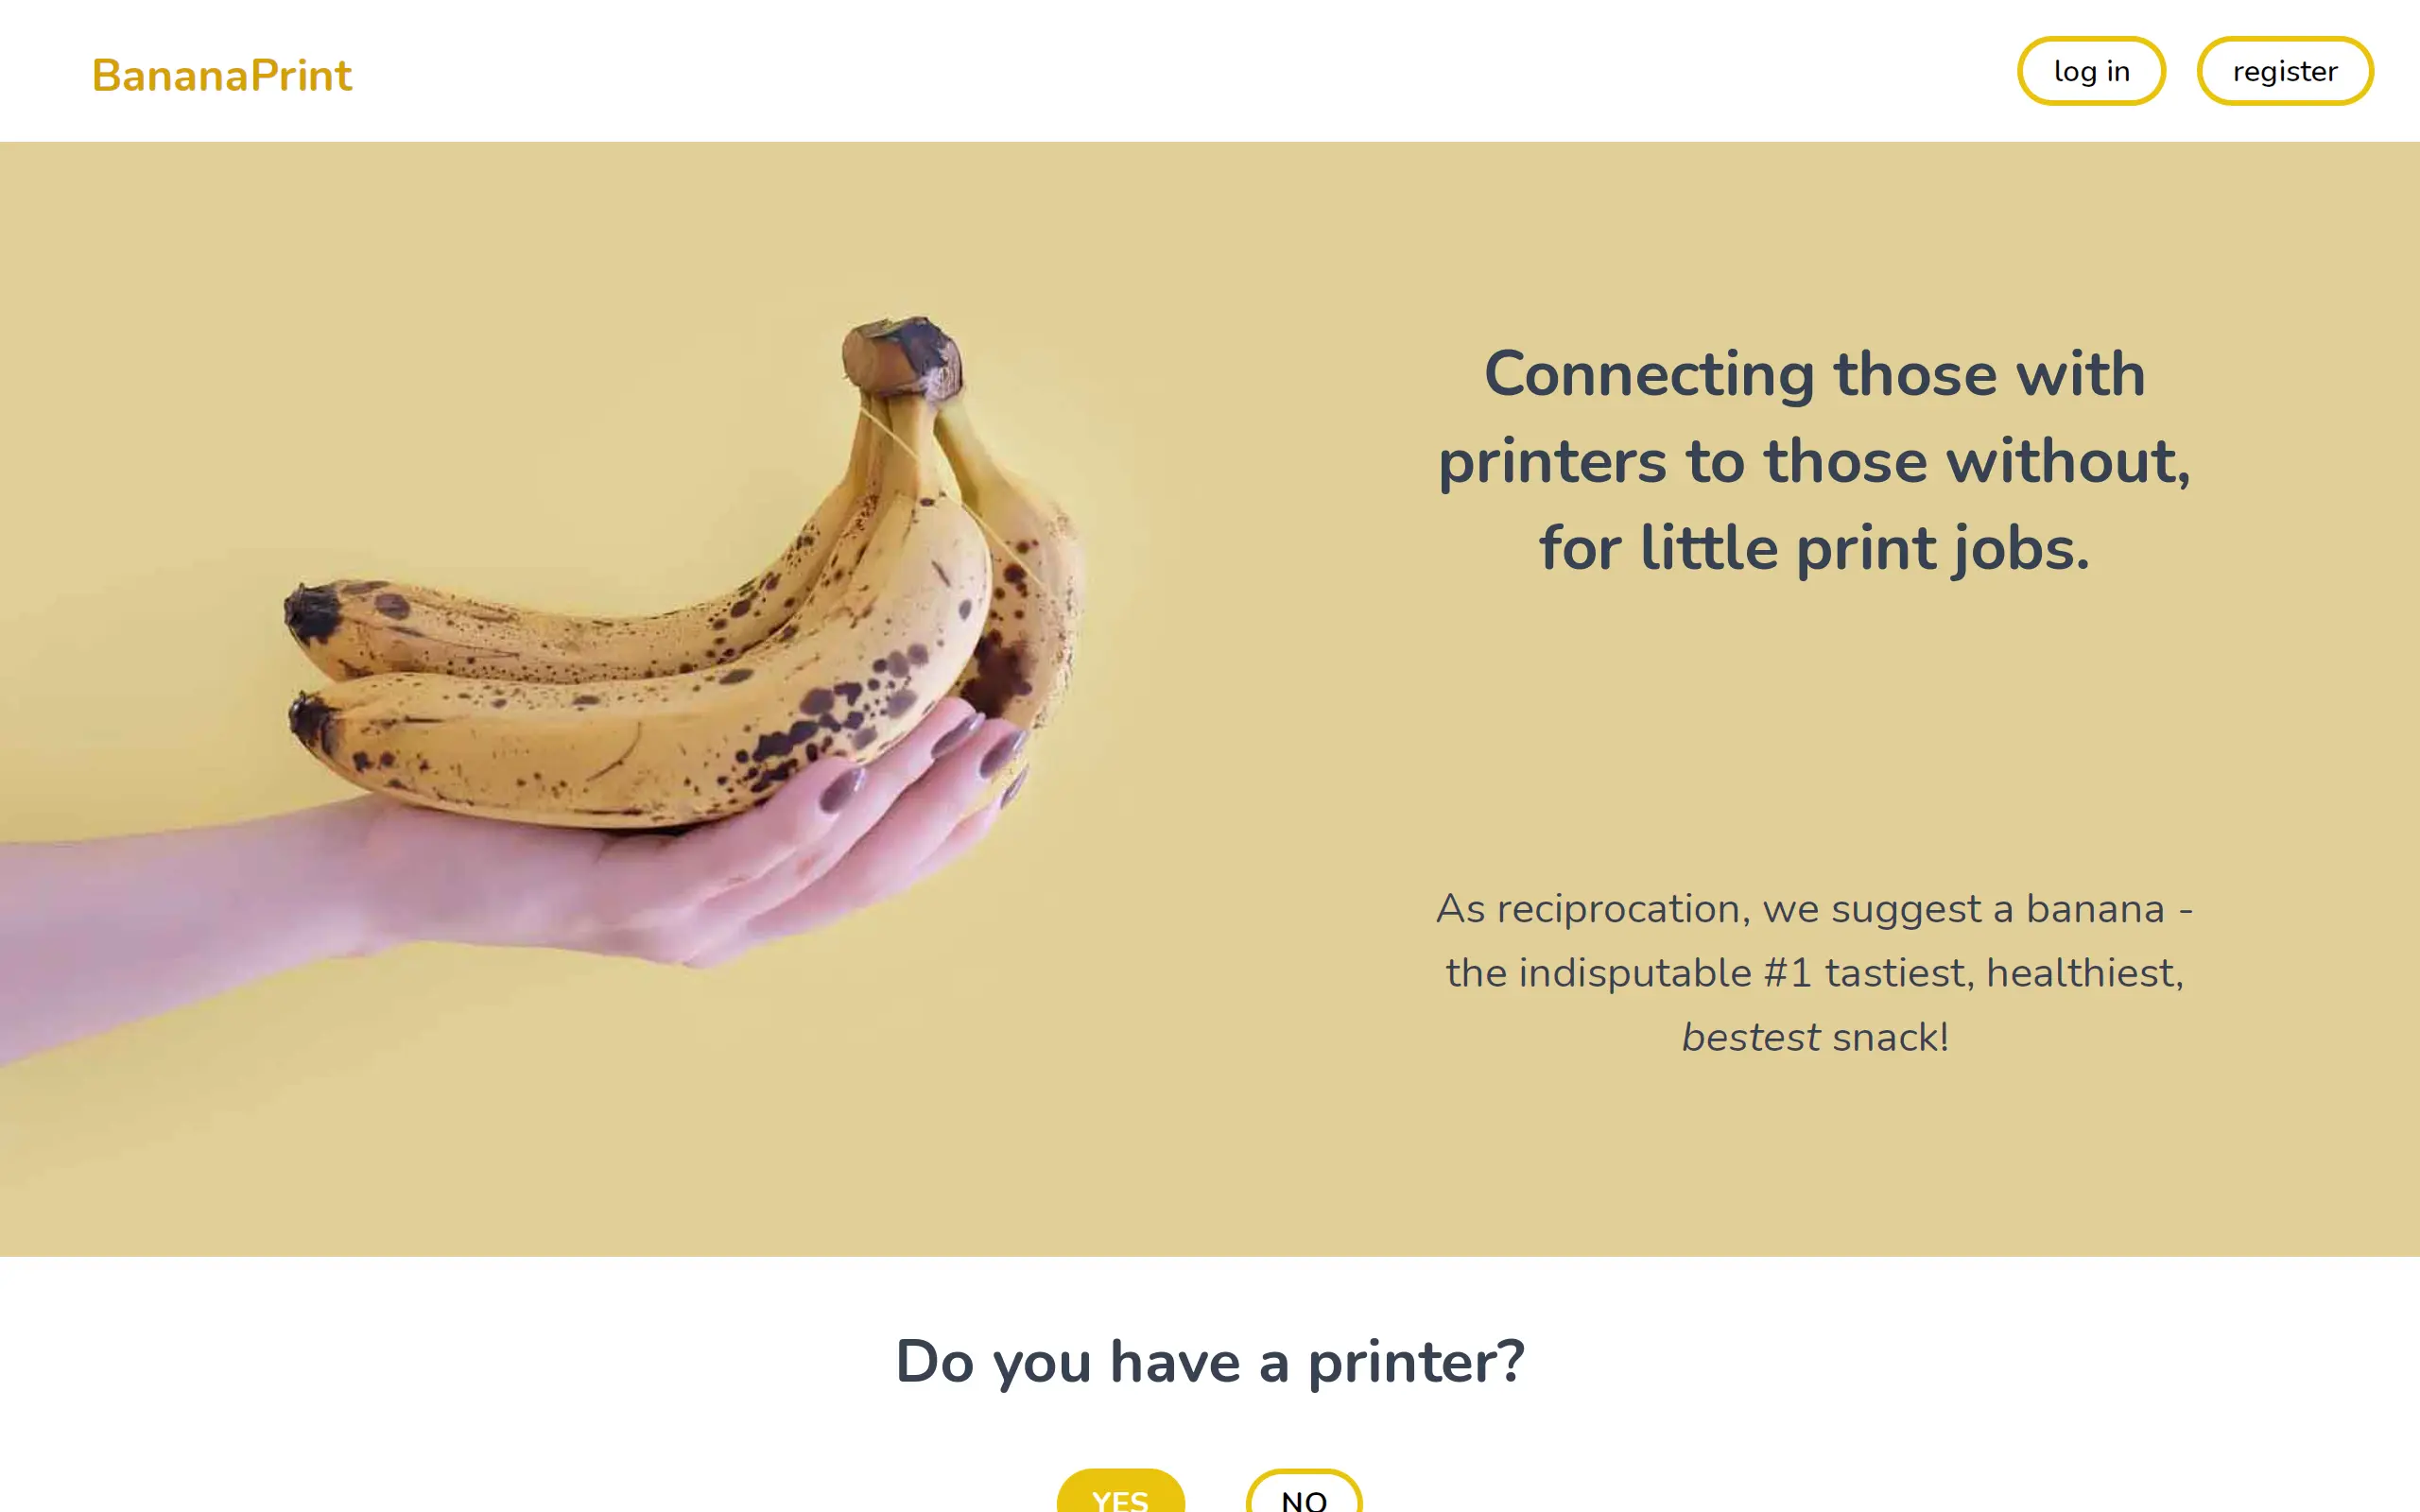 BananaPrint
log in
register
Connecting those with
printers to those without,
for little print jobs.
As reciprocation, we suggest a banana -
the indisputable #1 tastiest, healthiest,
bestest snack!
Do you have a printer?
YES
NO